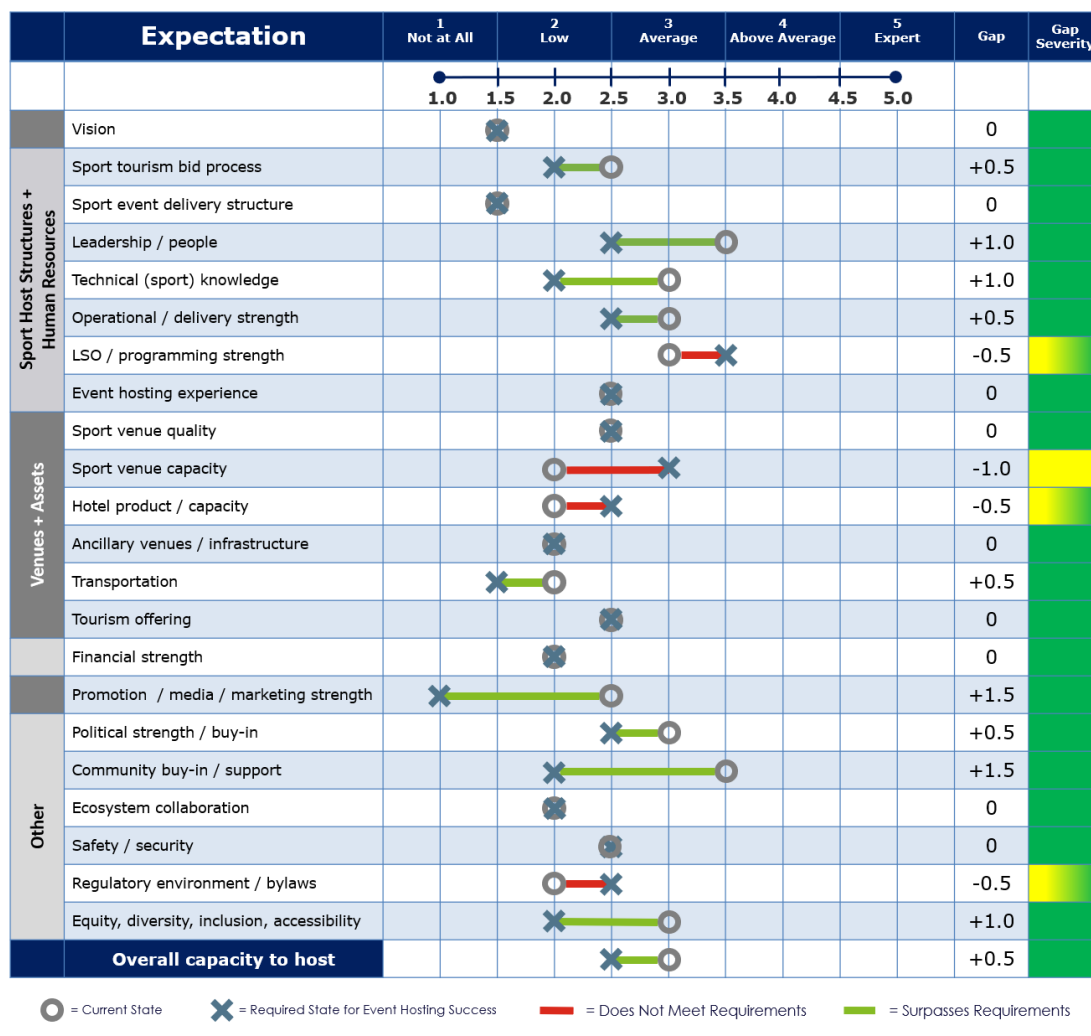 Expectation
1
Not at All
2
Low
3
Average
4
Above Average
5
Expert
Gap
Gap
Severity
1.0 1.5 2.0 2.5 3.0 3.5 4.0 4.5 5.0
Vision 0
Sport Host Structures +
Human Resources
Sport tourism bid process +0.5
Sport event delivery structure 0
Leadership / people +1.0
Technical (sport) knowledge +1.0
Operational / delivery strength +0.5
LSO / programming strength -0.5
Event hosting experience 0
Venues + Assets
Sport venue quality 0
Sport venue capacity -1.0
Hotel product / capacity -0.5
Ancillary venues / infrastructure 0
Transportation +0.5
Tourism offering 0
Financial strength 0
Promotion / media / marketing strength +1.5
Other
Political strength / buy-in +0.5
Community buy-in / support +1.5
Ecosystem collaboration 0
Safety / security 0
Regulatory environment / bylaws -0.5
Equity, diversity, inclusion, accessibility +1.0
Overall capacity to host +0.5
= Current State = Required State for Event Hosting Success = Does Not Meet Requirements = Surpasses Requirements